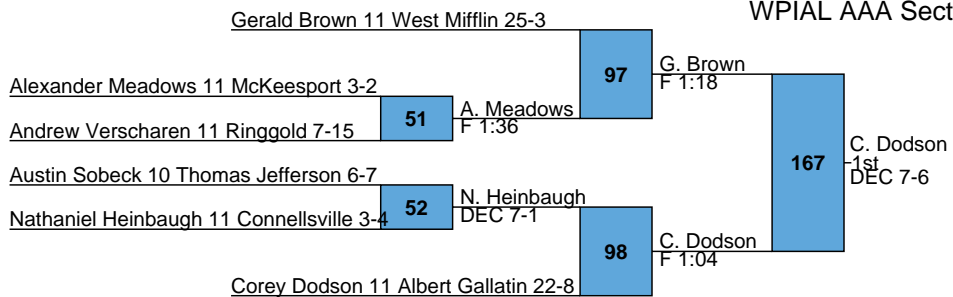 WPIAL AAA Sect
Gerald Brown 11 West Mifflin 25-3
97
G. Brown
F 1:18
Alexander Meadows 11 McKeesport 3-2
51
A. Meadows
F 1:36
Andrew Verscharen 11 Ringgold 7-15
167
C. Dodson
1st
DEC 7-6
Austin Sobeck 10 Thomas Jefferson 6-7
52
N. Heinbaugh
DEC 7-1
Nathaniel Heinbaugh 11 Connellsville 3-4
98
C. Dodson
F 1:04
Corey Dodson 11 Albert Gallatin 22-8